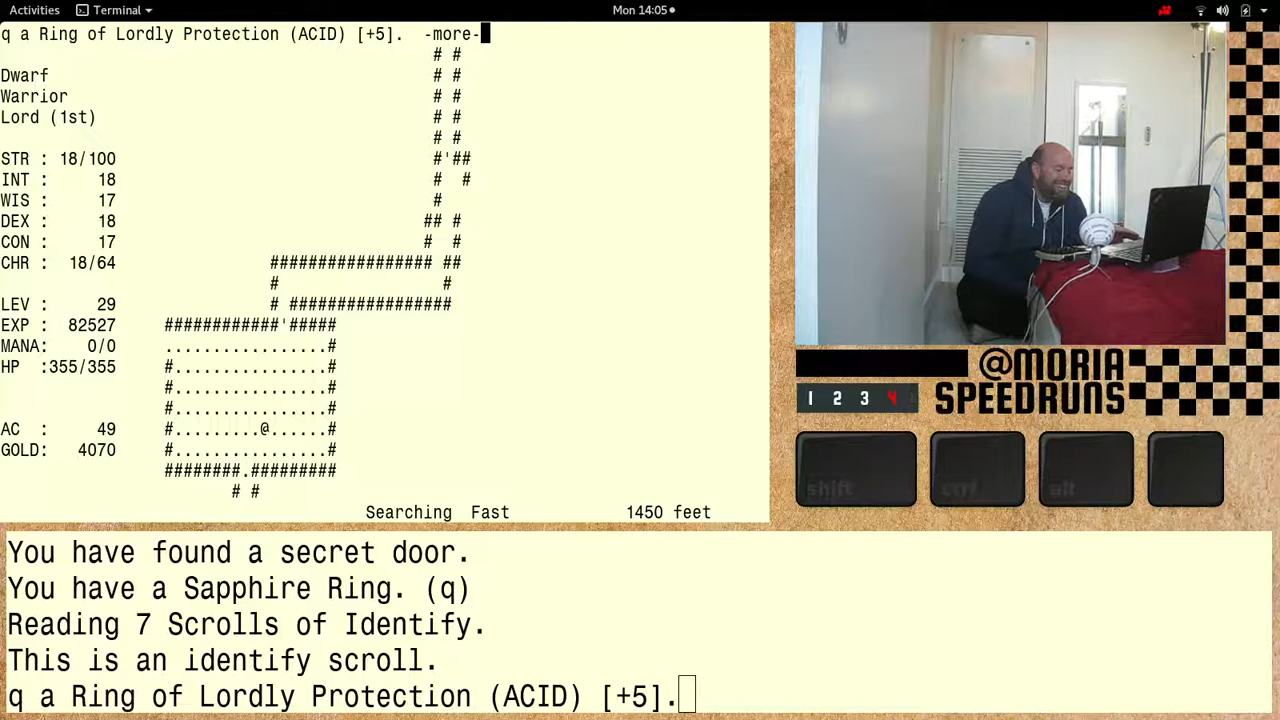 Activities Terminal Mon 14:05
q a Ring of Lordly Protection (ACID) [+5]. -more-
Dwarf
Warrior
Lord (1st)
STR : 18/100
INT : 18
WIS : 17
DEX : 18
CON : 17
CHR : 18/64
LEV : 29
EXP : 82527
MANA: 0/0
HP :355/355
AC : 49
GOLD: 4070
Searching Fast 1450 feet
@MORIA
1 2 3 4
SPEEDRUNS
shift ctrl alt
You have found a secret door.
You have a Sapphire Ring. (q)
Reading 7 Scrolls of Identify.
This is an identify scroll.
q a Ring of Lordly Protection (ACID) [+5].